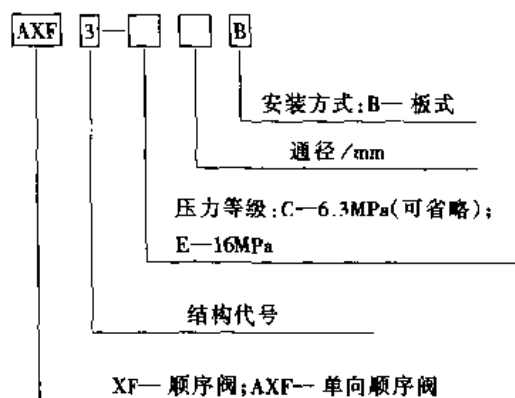 AXF 3 — □ □ B
安装方式:B—板式
通径/mm
压力等级:C—6.3MPa(可省略);
E—16MPa
结构代号
XF—顺序阀;AXF--单向顺序阀